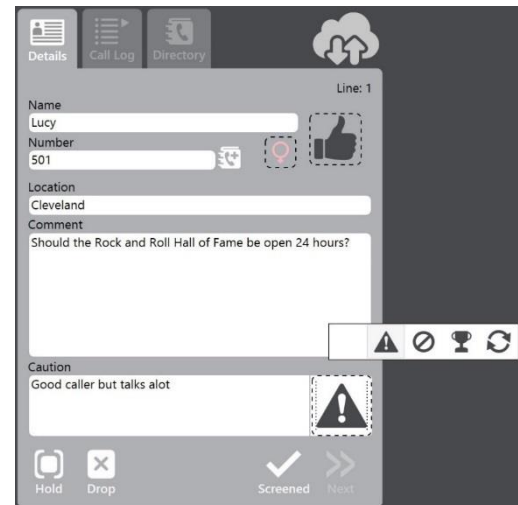 Details Call Log Directory
Line: 1
Name
Lucy
Number
501
Location
Cleveland
Comment
Should the Rock and Roll Hall of Fame be open 24 hours?
Caution
Good caller but talks alot
Hold Drop Screened Next